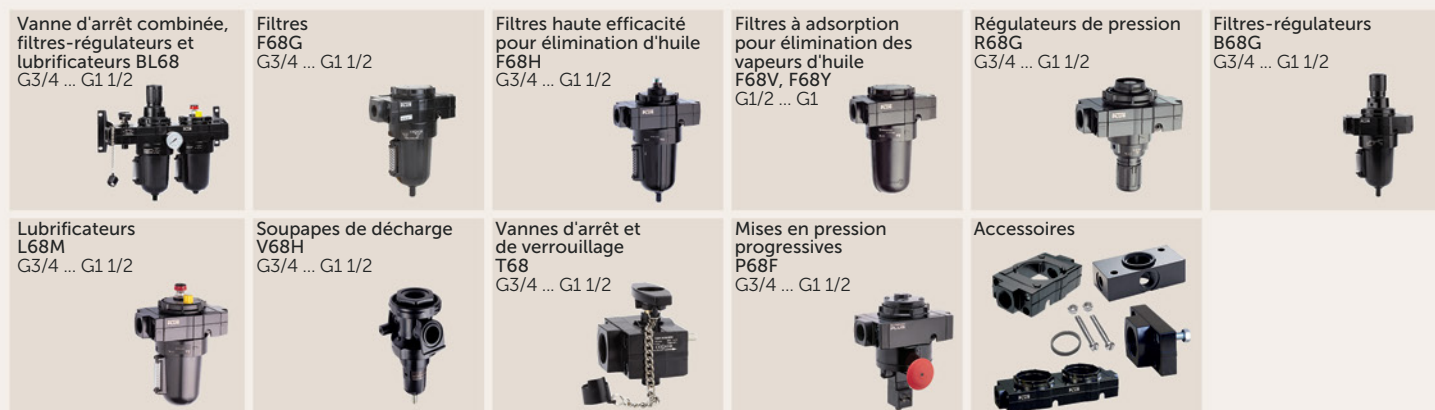 Vanne d'arrêt combinée,
filtres-régulateurs et
lubrificateurs BL68
G3/4 ... G1 1/2
Filtres
F68G
G3/4 ... G1 1/2
Filtres haute efficacité
pour élimination d'huile
F68H
G3/4 ... G1 1/2
Filtres à adsorption
pour élimination des
vapeurs d'huile
F68V, F68Y
G1/2 ... G1
Régulateurs de pression
R68G
G3/4 ... G1 1/2
Filtres-régulateurs
B68G
G3/4 ... G1 1/2
Lubrificateurs
L68M
G3/4 ... G1 1/2
Soupapes de décharge
V68H
G3/4 ... G1 1/2
Vannes d'arrêt et
de verrouillage
T68
G3/4 ... G1 1/2
Mises en pression
progressives
P68F
G3/4 ... G1 1/2
Accessoires